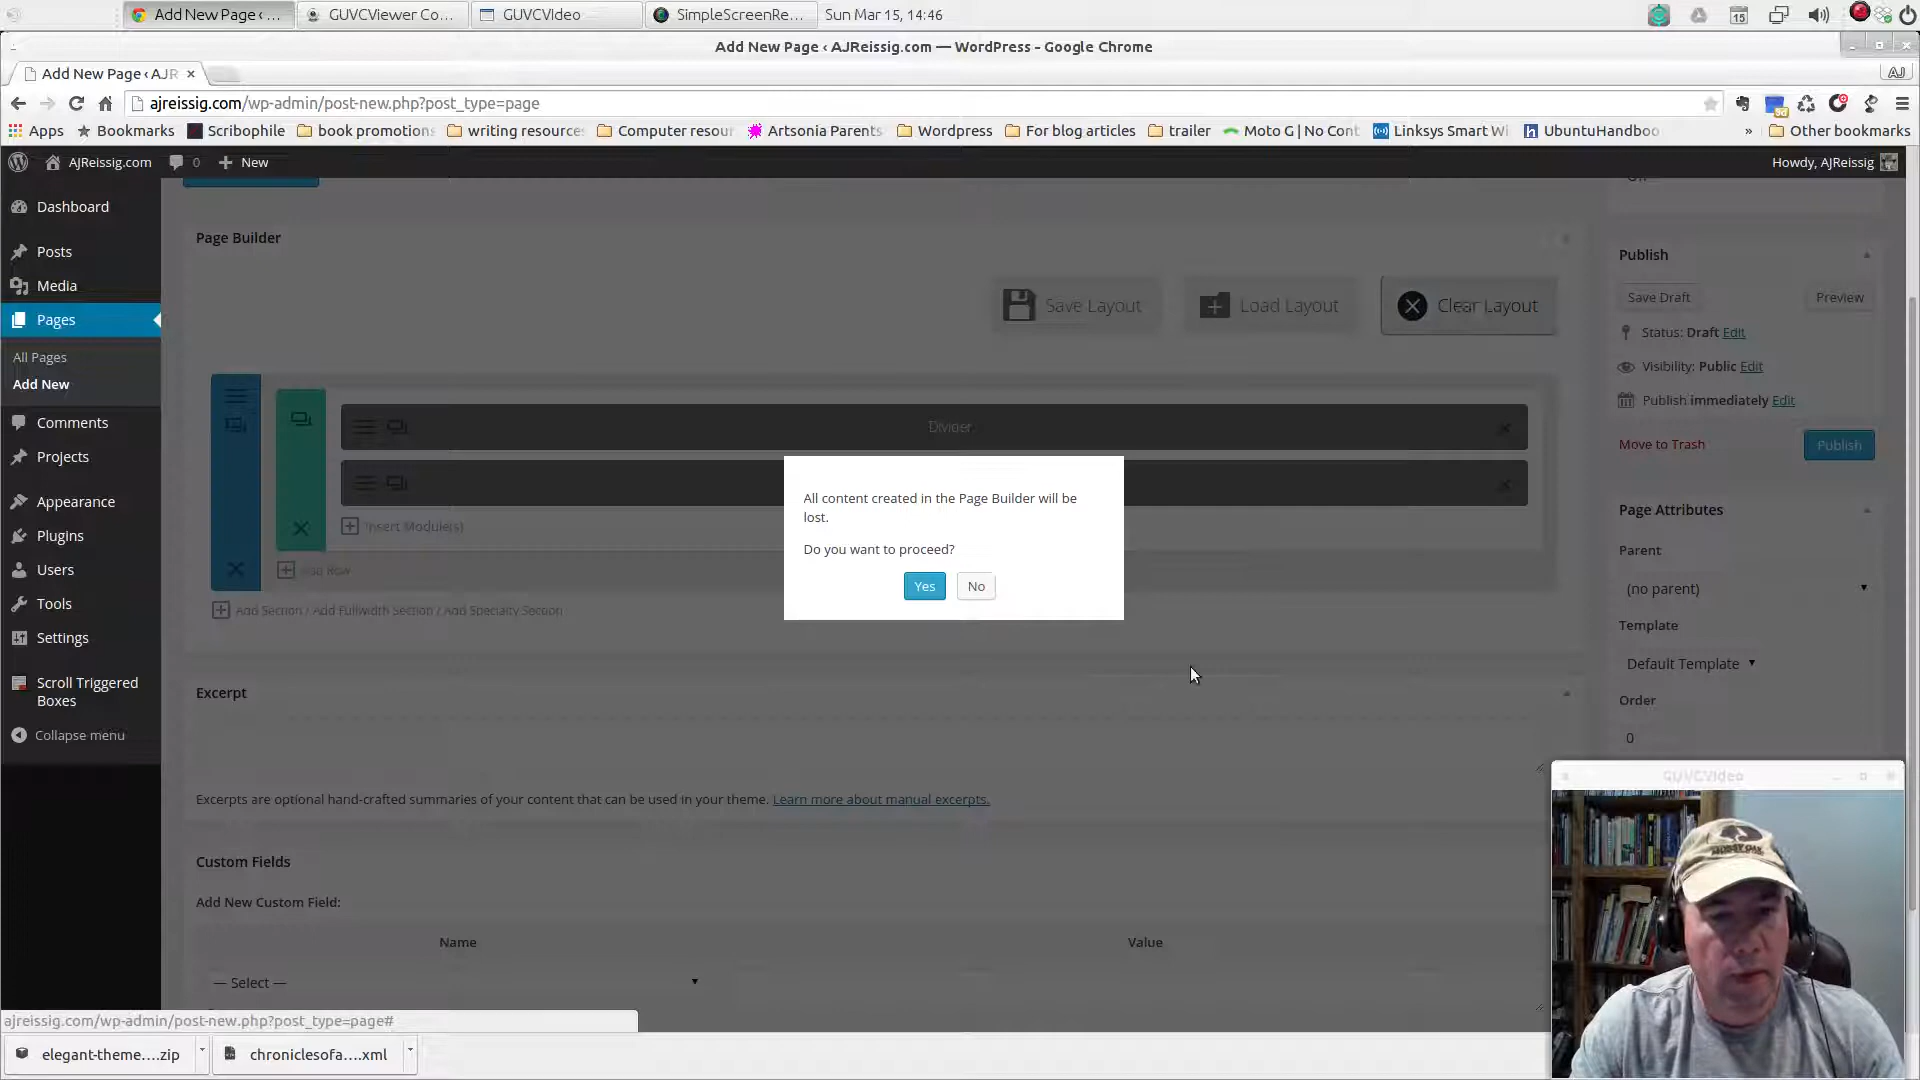 Add New Page ‹ ...
GUVCViewer Co...
GUVCVIdeo
SimpleScreenRe...
Sun Mar 15, 14:46
15
Add New Page ‹ AJReissig.com — WordPress - Google Chrome
Add New Page ‹ AJR
AJ
ajreissig.com/wp-admin/post-new.php?post_type=page
Apps
Bookmarks
Scribophile
book promotions
writing resources
Computer resou
Artsonia Parents
Wordpress
For blog articles
trailer
Moto G | No Cont
Linksys Smart Wi
UbuntuHandboo
»
Other bookmarks
AJReissig.com
0
New
Howdy, AJReissig
Dashboard
Posts
Media
Pages
All Pages
Add New
Comments
Projects
Appearance
Plugins
Users
Tools
Settings
Scroll Triggered
Boxes
Collapse menu
Page Builder
Save Layout
Load Layout
Clear Layout
Divider
Insert Module(s)
Add Row
Add Section / Add Fullwidth Section / Add Specialty Section
All content created in the Page Builder will be
lost.
Do you want to proceed?
Yes
No
Excerpt
Excerpts are optional hand-crafted summaries of your content that can be used in your theme. Learn more about manual excerpts.
Custom Fields
Add New Custom Field:
Name
Value
— Select —
Publish
Save Draft
Preview
Status: Draft Edit
Visibility: Public Edit
Publish immediately Edit
Move to Trash
Publish
Page Attributes
Parent
(no parent)
Template
Default Template
Order
0
GUVCVideo
MOSSY OAK
ajreissig.com/wp-admin/post-new.php?post_type=page#
elegant-theme....zip
chroniclesofa....xml